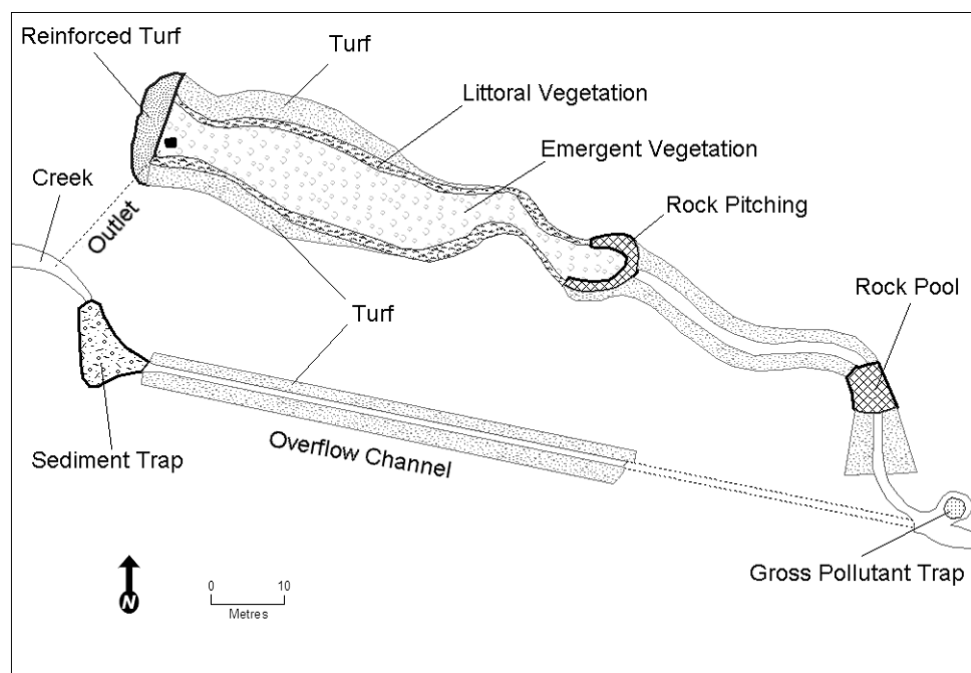 Reinforced Turf
Turf
Littoral Vegetation
Emergent Vegetation
Creek
Outlet
Rock Pitching
Rock Pool
Turf
Sediment Trap
Overflow Channel
Gross Pollutant Trap
N
0 10
Metres